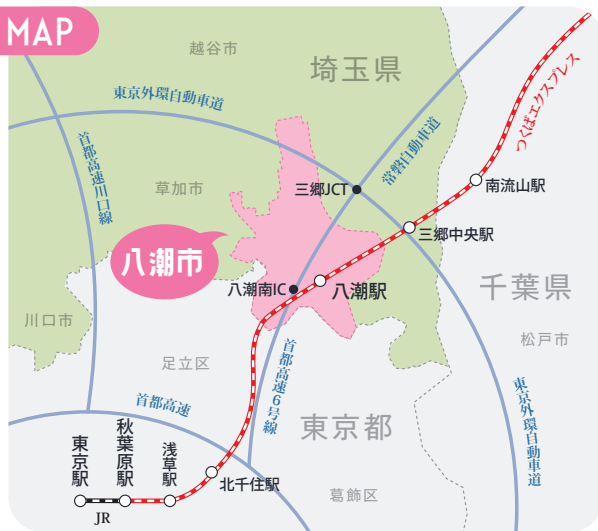 MAP
越谷市
埼玉県
東京外環自動車道
つくばエクスプレス
首都高速川口線
常磐自動車道
草加市
三郷JCT
南流山駅
三郷中央駅
八潮市
八潮南IC
八潮駅
千葉県
川口市
松戸市
足立区
首都高速6号線
東京外環自動車道
首都高速
東京都
東京駅
秋葉原駅
浅草駅
北千住駅
葛飾区
JR